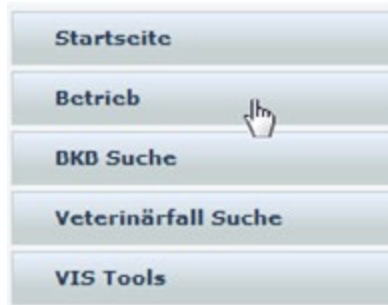 Startseite
Betrieb
BKB Suche
Veterinärfall Suche
VIS Tools